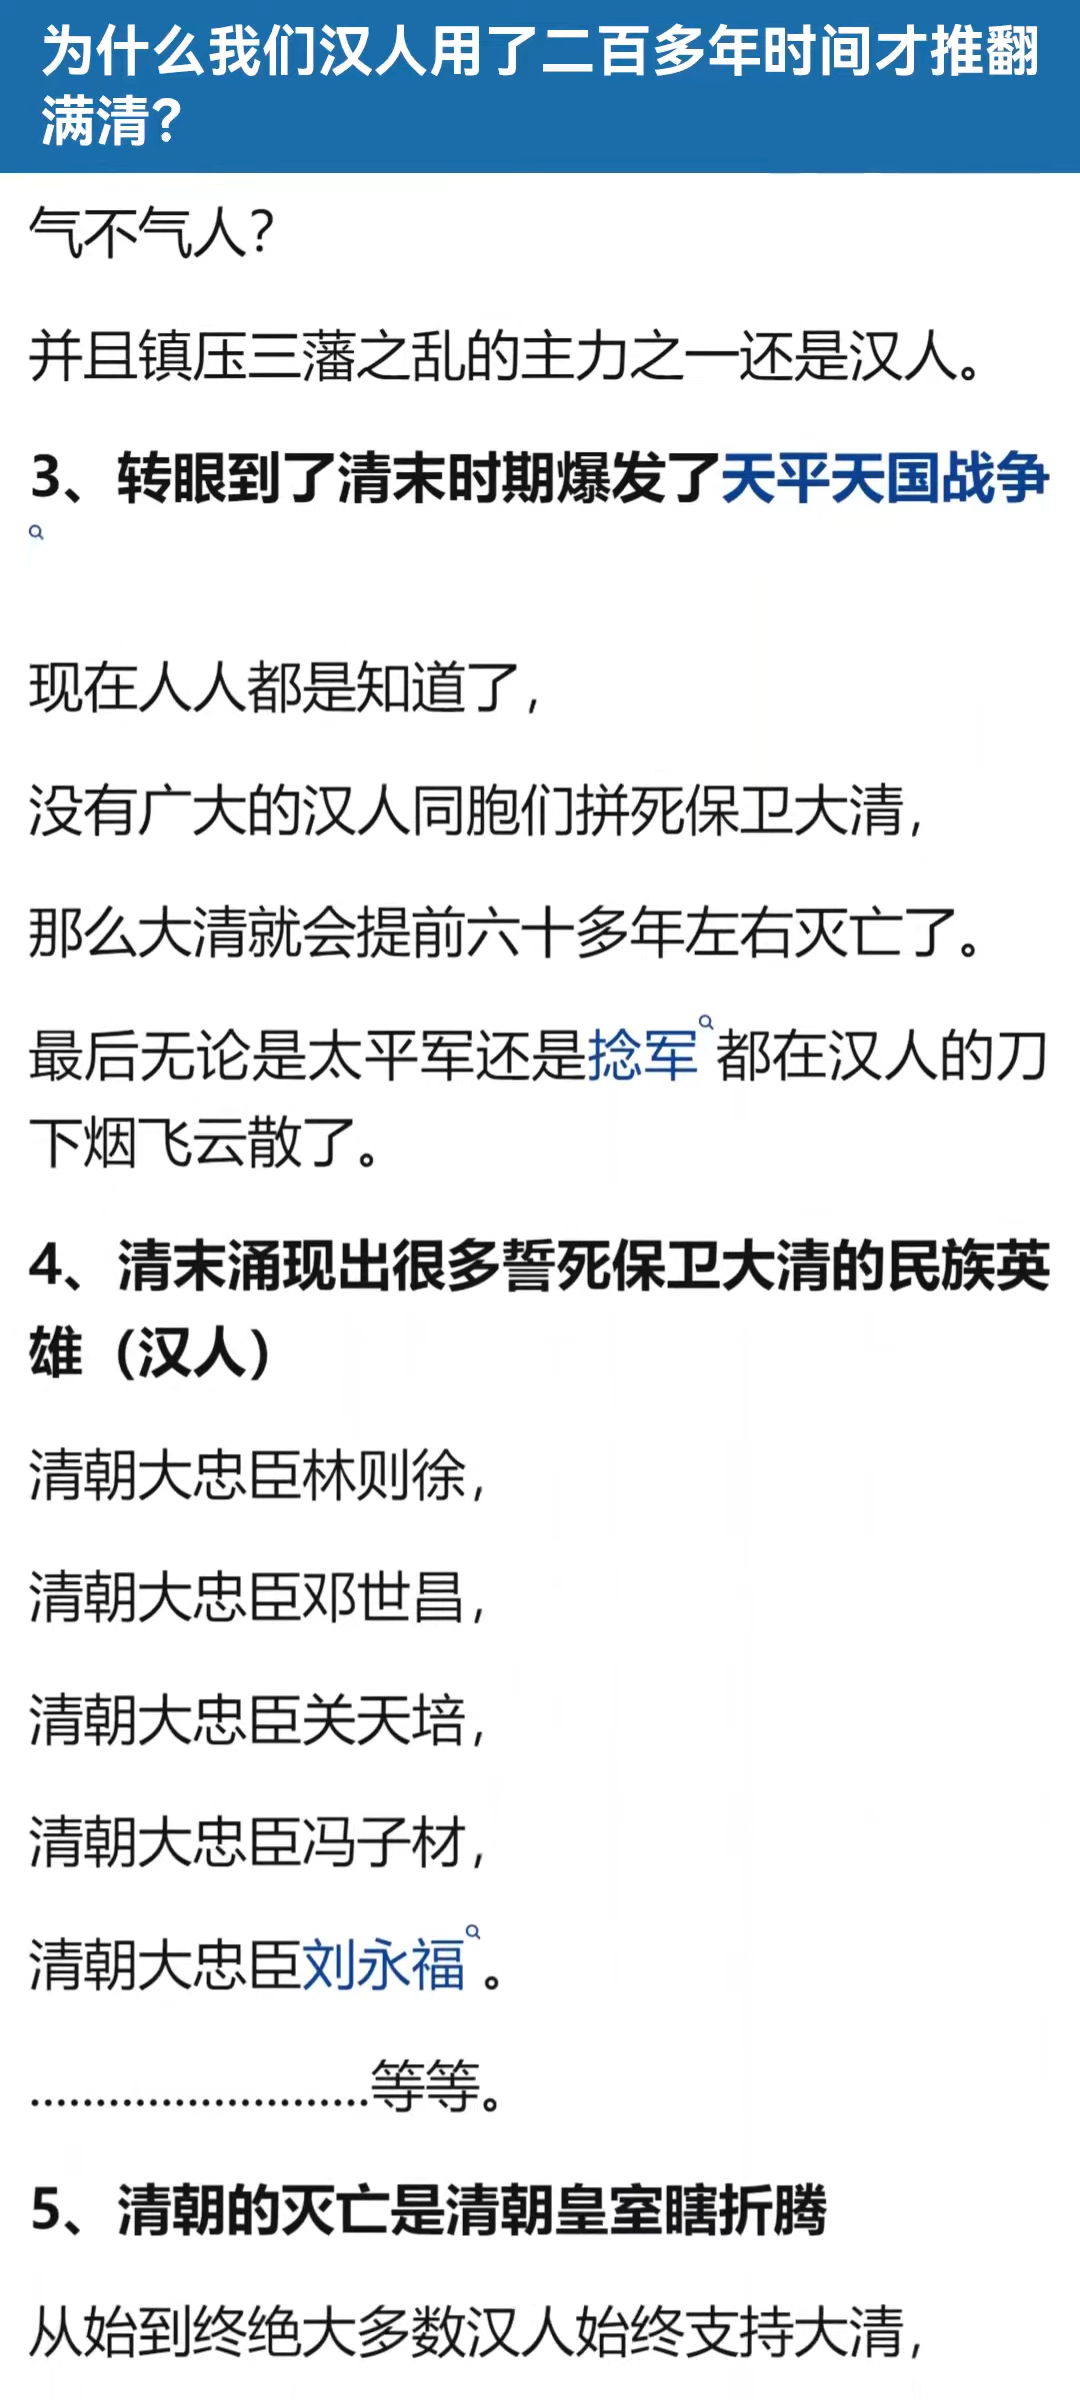 为什么我们汉人用了二百多年时间才推翻
满清？
气不气人？
并且镇压三藩之乱的主力之一还是汉人。
3、转眼到了清末时期爆发了天平天国战争
现在人人都是知道了，
没有广大的汉人同胞们拼死保卫大清，
那么大清就会提前六十多年左右灭亡了。
最后无论是太平军还是捻军都在汉人的刀
下烟飞云散了。
4、清末涌现出很多誓死保卫大清的民族英
雄（汉人）
清朝大忠臣林则徐，
清朝大忠臣邓世昌，
清朝大忠臣关天培，
清朝大忠臣冯子材，
清朝大忠臣刘永福。
..........................等等。
5、清朝的灭亡是清朝皇室瞎折腾
从始到终绝大多数汉人始终支持大清，